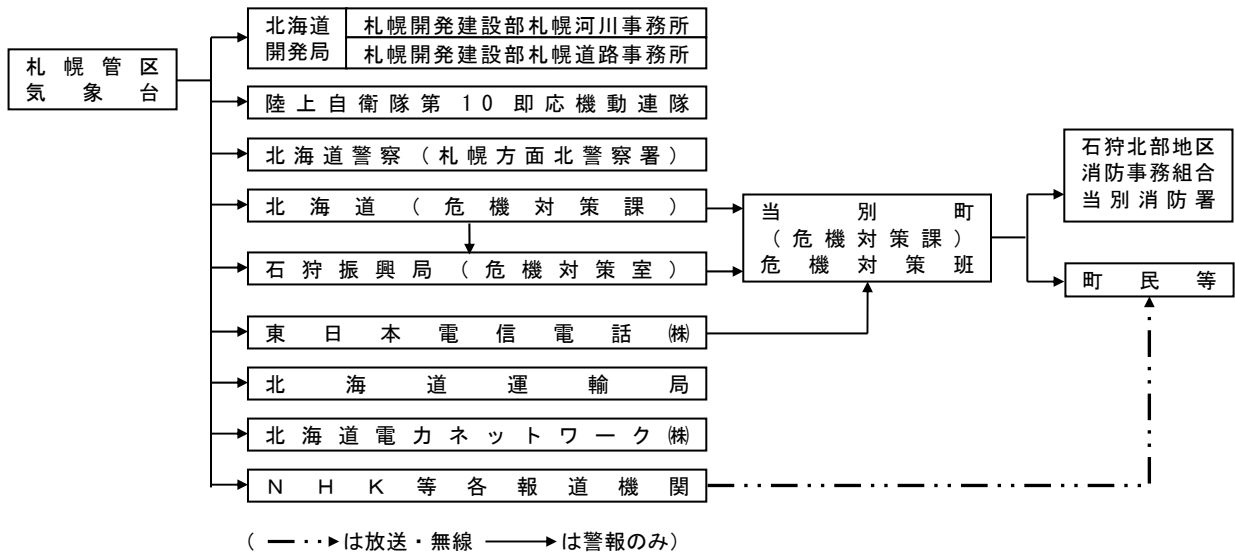 札幌管区
気象台
北海道
開発局
札幌開発建設部札幌河川事務所
札幌開発建設部札幌道路事務所
陸上自衛隊第10即応機動連隊
北海道警察(札幌方面北警察署)
北海道(危機対策課)
石狩振興局(危機対策室)
東日本電信電話㈱
北海道運輸局
北海道電力ネットワーク㈱
NHK等各報道機関
当別町
(危機対策課)
危機対策班
石狩北部地区
消防事務組合
当別消防署
町民等
( は放送・無線 は警報のみ)